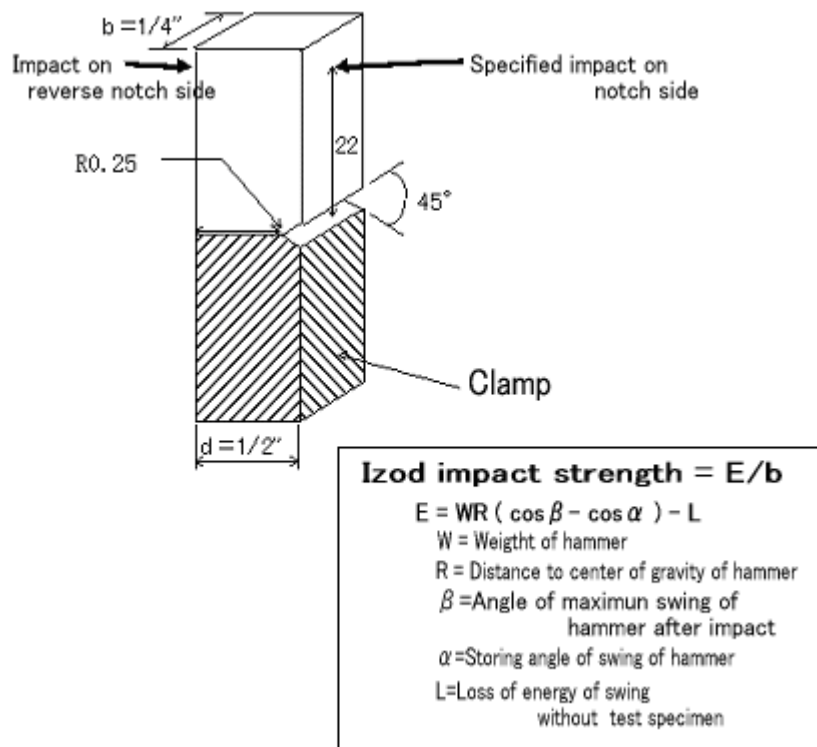 b =1/4"
Impact on
reverse notch side
Specified impact on
notch side
22
R0.25
45°
Clamp
d =1/2"
Izod impact strength = E/b
E = WR ( cos β - cos α ) - L
W = Weigtht of hammer
R = Distance to center of gravity of hammer
β =Angle of maximun swing of
hammer after impact
α =Storing angle of swing of hammer
L=Loss of energy of swing
without test specimen